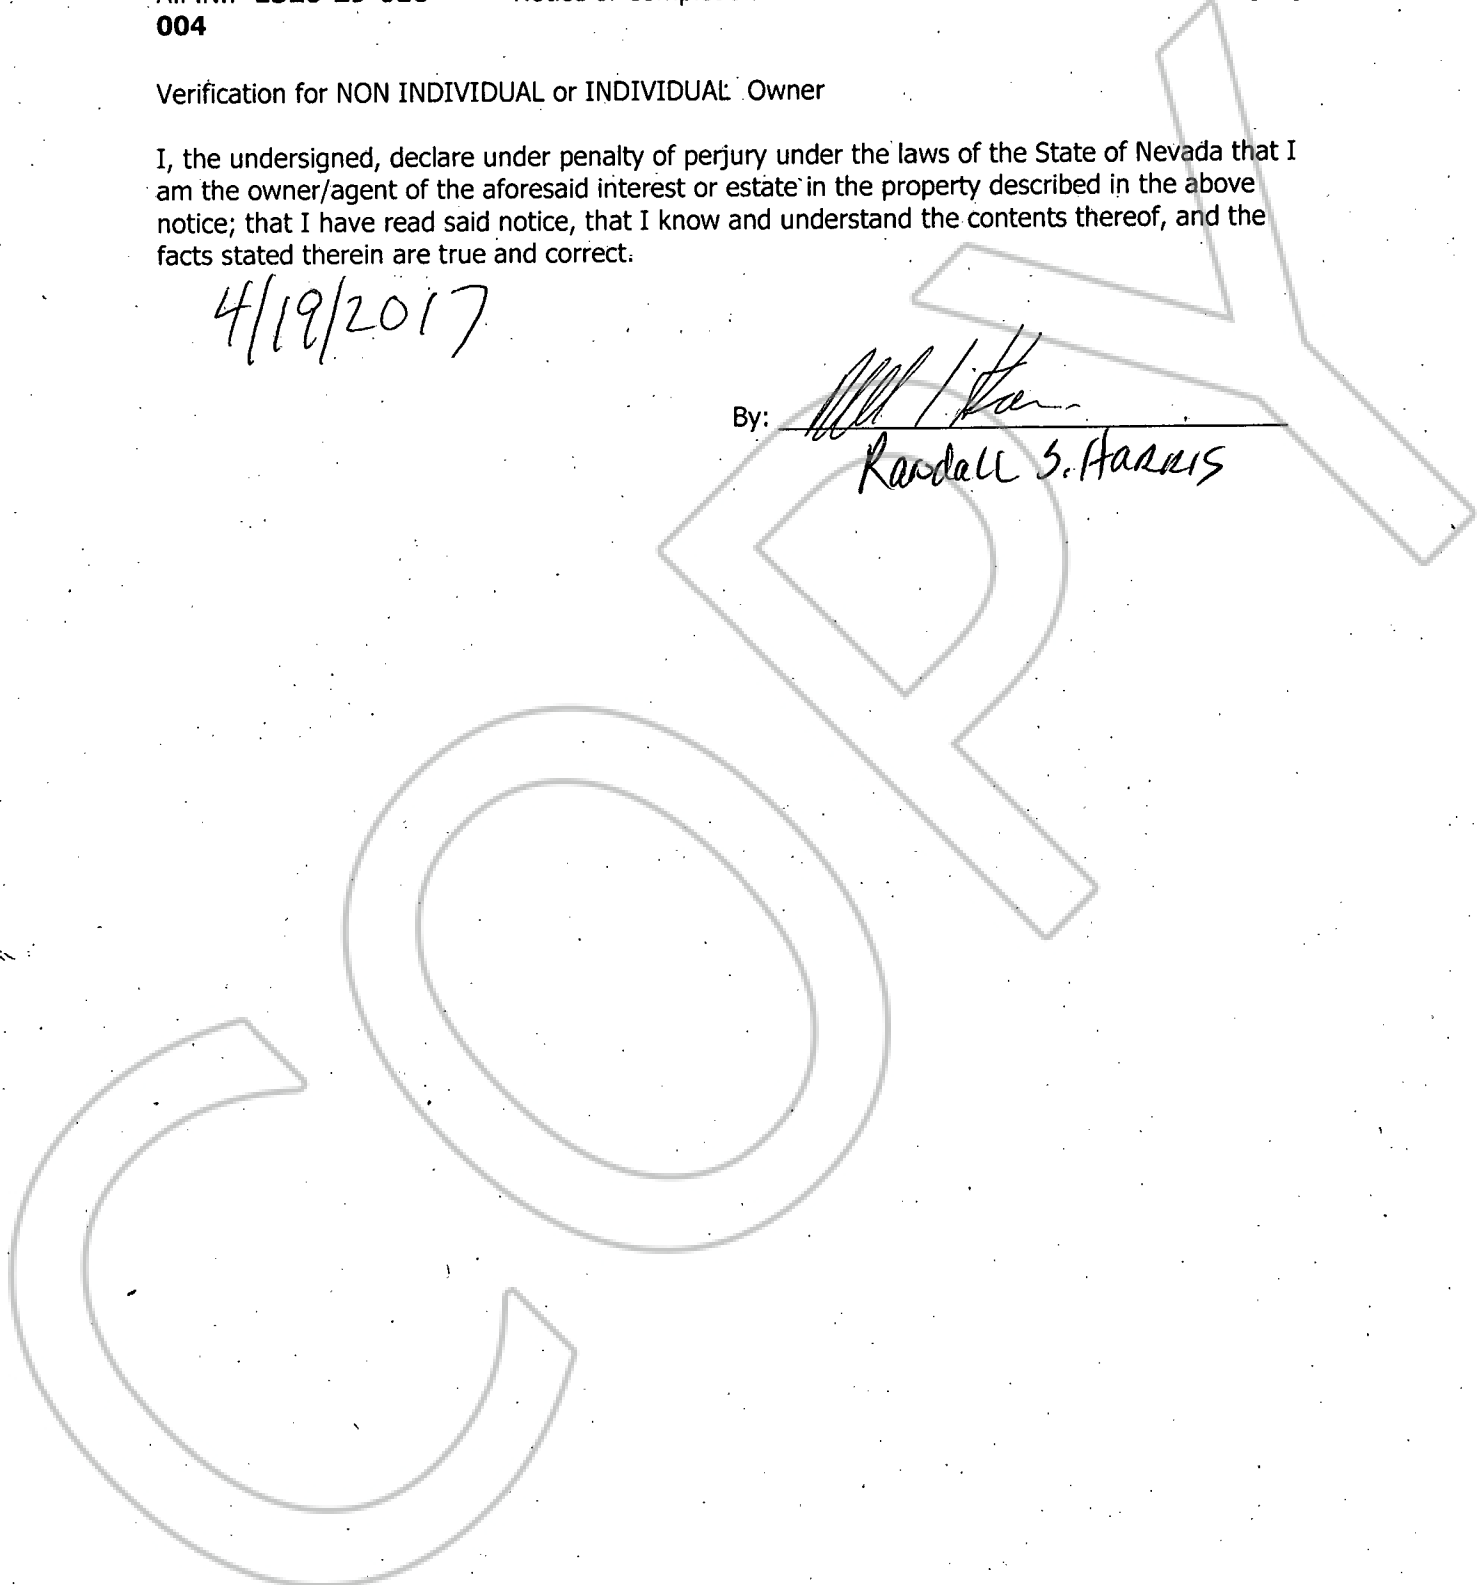 004
Verification for NON INDIVIDUAL or INDIVIDUAL Owner
I, the undersigned, declare under penalty of perjury under the laws of the State of Nevada that I
am the owner/agent of the aforesaid interest or estate in the property described in the above
notice; that I have read said notice, that I know and understand the contents thereof, and the
facts stated therein are true and correct.
4/19/2017
By:
Randall S. HARRIS
COPY